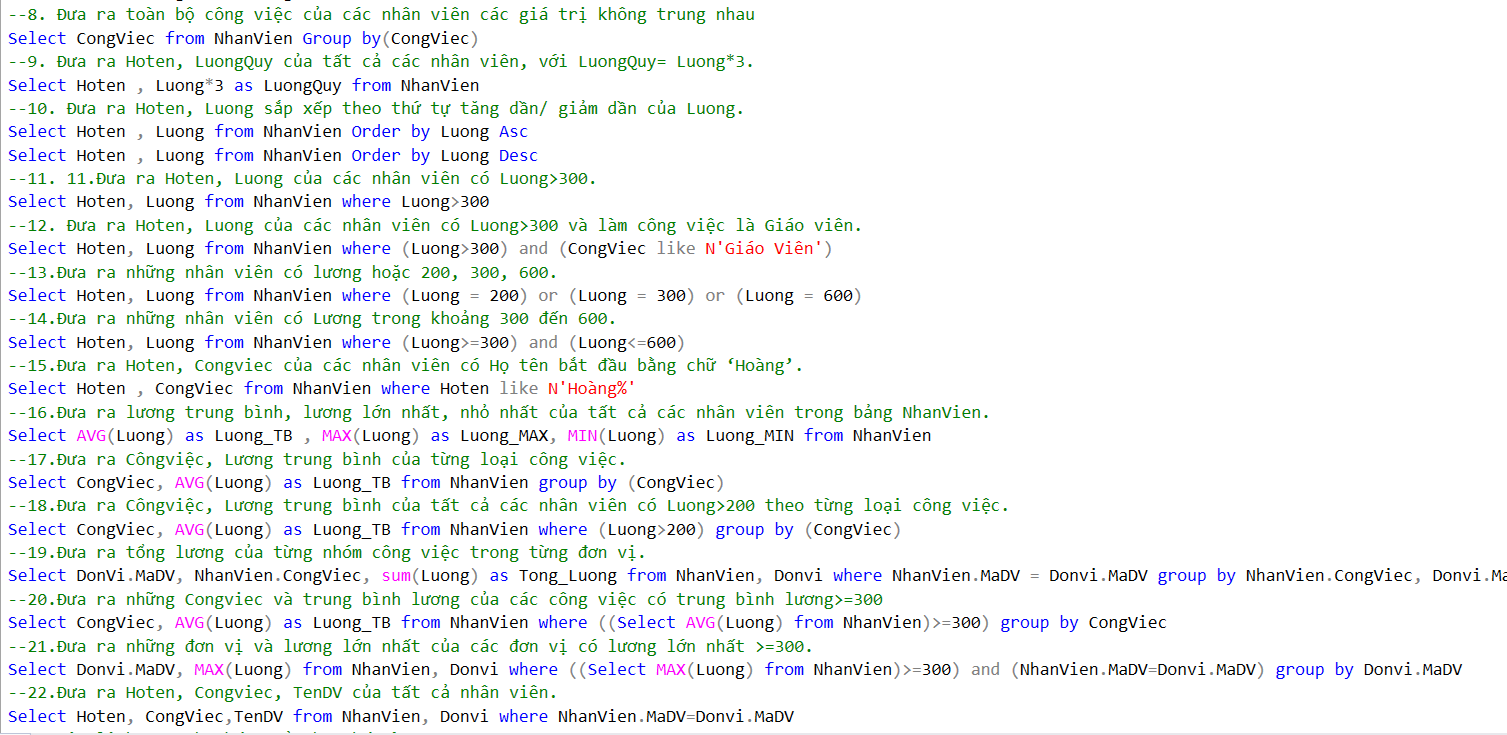 --8. Đưa ra toàn bộ công việc của các nhân viên các giá trị không trung nhau
Select CongViec from NhanVien Group by(CongViec)
--9. Đưa ra Hoten, LuongQuy của tất cả các nhân viên, với LuongQuy= Luong*3.
Select Hoten , Luong*3 as LuongQuy from NhanVien
--10. Đưa ra Hoten, Luong sắp xếp theo thứ tự tăng dần/ giảm dần của Luong.
Select Hoten , Luong from NhanVien Order by Luong Asc
Select Hoten , Luong from NhanVien Order by Luong Desc
--11. 11.Đưa ra Hoten, Luong của các nhân viên có Luong>300.
Select Hoten, Luong from NhanVien where Luong>300
--12. Đưa ra Hoten, Luong của các nhân viên có Luong>300 và làm công việc là Giáo viên.
Select Hoten, Luong from NhanVien where (Luong>300) and (CongViec like N'Giáo Viên')
--13.Đưa ra những nhân viên có lương hoặc 200, 300, 600.
Select Hoten, Luong from NhanVien where (Luong = 200) or (Luong = 300) or (Luong = 600)
--14.Đưa ra những nhân viên có Lương trong khoảng 300 đến 600.
Select Hoten, Luong from NhanVien where (Luong>=300) and (Luong<=600)
--15.Đưa ra Hoten, Congviec của các nhân viên có Họ tên bắt đầu bằng chữ ‘Hoàng’.
Select Hoten , CongViec from NhanVien where Hoten like N'Hoàng%'
--16.Đưa ra lương trung bình, lương lớn nhất, nhỏ nhất của tất cả các nhân viên trong bảng NhanVien.
Select AVG(Luong) as Luong_TB , MAX(Luong) as Luong_MAX, MIN(Luong) as Luong_MIN from NhanVien
--17.Đưa ra Côngviệc, Lương trung bình của từng loại công việc.
Select CongViec, AVG(Luong) as Luong_TB from NhanVien group by (CongViec)
--18.Đưa ra Côngviệc, Lương trung bình của tất cả các nhân viên có Luong>200 theo từng loại công việc.
Select CongViec, AVG(Luong) as Luong_TB from NhanVien where (Luong>200) group by (CongViec)
--19.Đưa ra tổng lương của từng nhóm công việc trong từng đơn vị.
Select DonVi.MaDV, NhanVien.CongViec, sum(Luong) as Tong_Luong from NhanVien, Donvi where NhanVien.MaDV = Donvi.MaDV group by NhanVien.CongViec, Donvi.Ma
--20.Đưa ra những Congviec và trung bình lương của các công việc có trung bình lương>=300
Select CongViec, AVG(Luong) as Luong_TB from NhanVien where ((Select AVG(Luong) from NhanVien)>=300) group by CongViec
--21.Đưa ra những đơn vị và lương lớn nhất của các đơn vị có lương lớn nhất >=300.
Select Donvi.MaDV, MAX(Luong) from NhanVien, Donvi where ((Select MAX(Luong) from NhanVien)>=300) and (NhanVien.MaDV=Donvi.MaDV) group by Donvi.MaDV
--22.Đưa ra Hoten, Congviec, TenDV của tất cả nhân viên.
Select Hoten, CongViec,TenDV from NhanVien, Donvi where NhanVien.MaDV=Donvi.MaDV